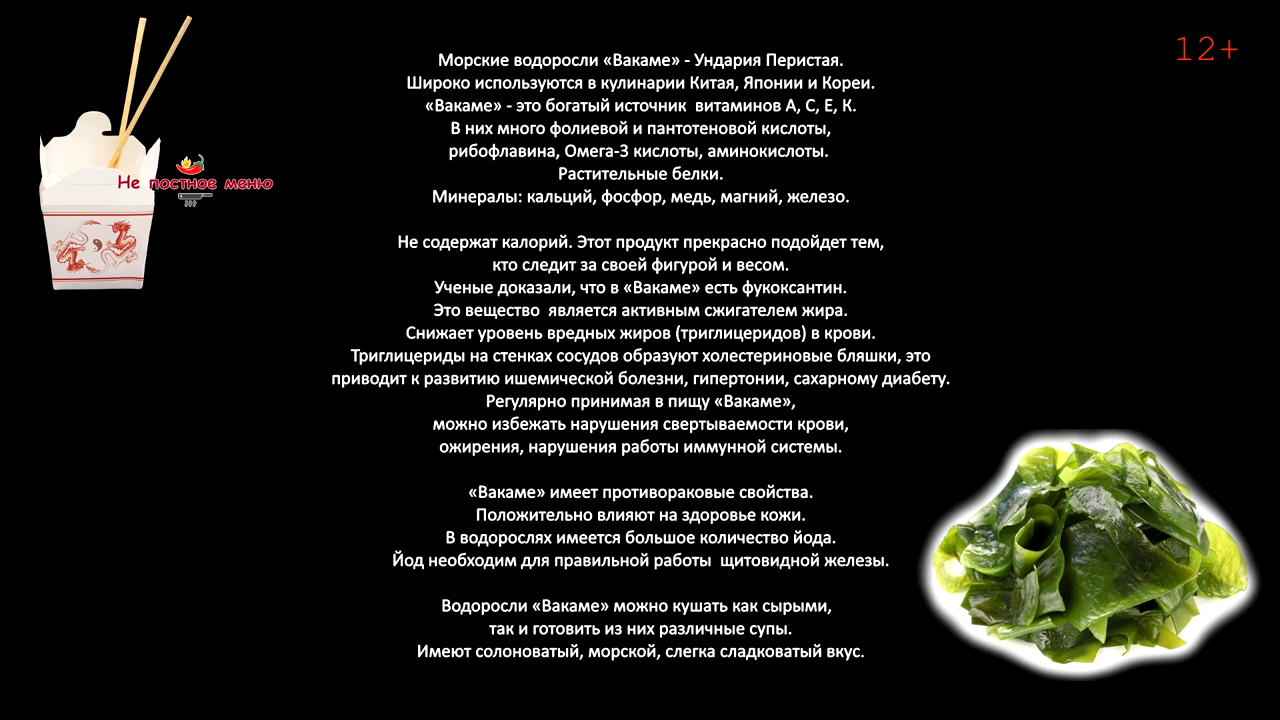 12+
Не постное меню
Морские водоросли «Вакаме» - Ундария Перистая.
Широко используются в кулинарии Китая, Японии и Кореи.
«Вакаме» - это богатый источник  витаминов А, С, Е, К.
В них много фолиевой и пантотеновой кислоты,
рибофлавина, Омега-3 кислоты, аминокислоты.
Растительные белки.
Минералы: кальций, фосфор, медь, магний, железо.
Не содержат калорий. Этот продукт прекрасно подойдет тем,
кто следит за своей фигурой и весом.
Ученые доказали, что в «Вакаме» есть фукоксантин.
Это вещество  является активным сжигателем жира.
Снижает уровень вредных жиров (триглицеридов) в крови.
Триглицериды на стенках сосудов образуют холестериновые бляшки, это
приводит к развитию ишемической болезни, гипертонии, сахарному диабету.
Регулярно принимая в пищу «Вакаме»,
можно избежать нарушения свертываемости крови,
ожирения, нарушения работы иммунной системы.
«Вакаме» имеет противораковые свойства.
Положительно влияют на здоровье кожи.
В водорослях имеется большое количество йода.
Йод необходим для правильной работы  щитовидной железы.
Водоросли «Вакаме» можно кушать как сырыми,
так и готовить из них различные супы.
Имеют солоноватый, морской, слегка сладковатый вкус.